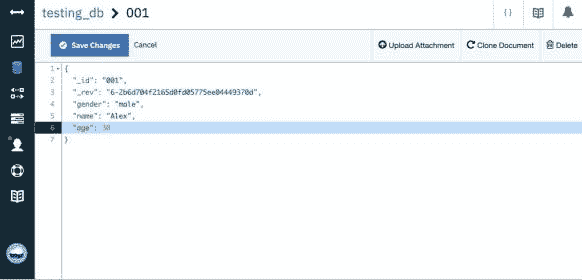 testing_db > 001
{ }
Save Changes Cancel Upload Attachment Clone Document Delete
1 {
2 "_id": "001",
3 "_rev": "6-2b6d704f2165d0fd05775ee04449370d",
4 "gender": "male",
5 "name": "Alex",
6 "age": 30
7 }